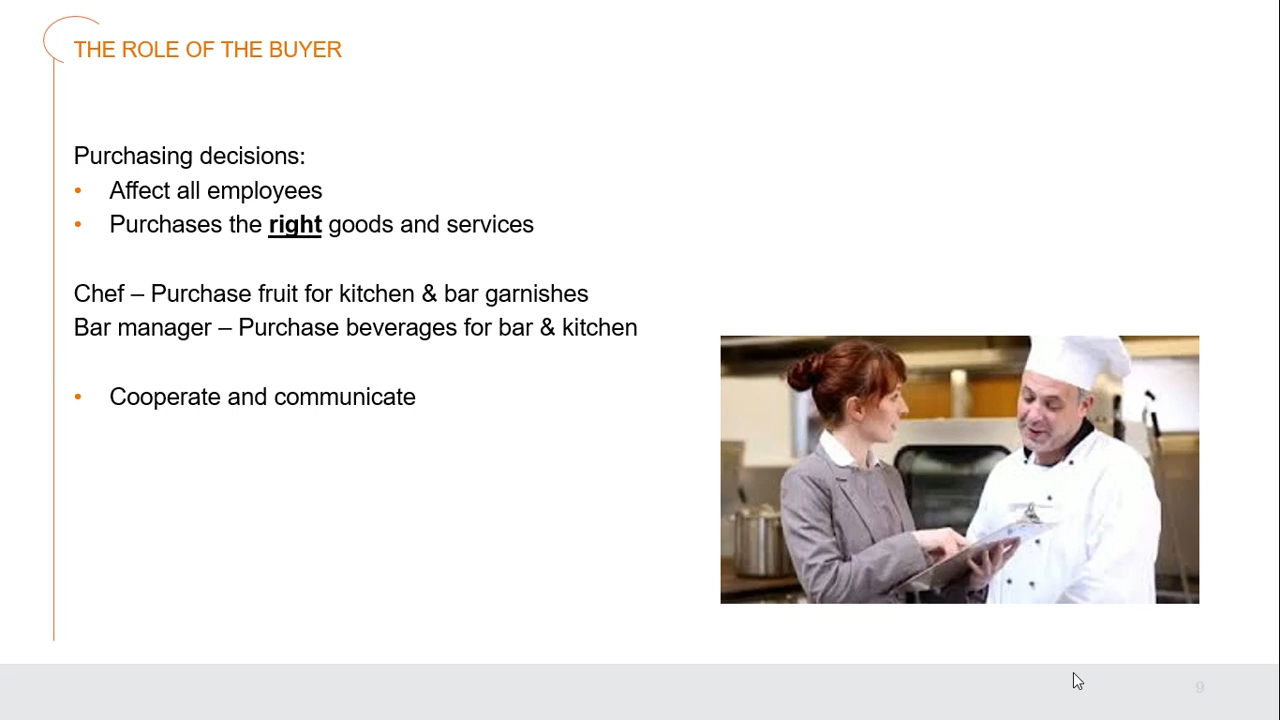 THE ROLE OF THE BUYER
Purchasing decisions:
• Affect all employees
• Purchases the right goods and services
Chef – Purchase fruit for kitchen & bar garnishes
Bar manager – Purchase beverages for bar & kitchen
• Cooperate and communicate
9